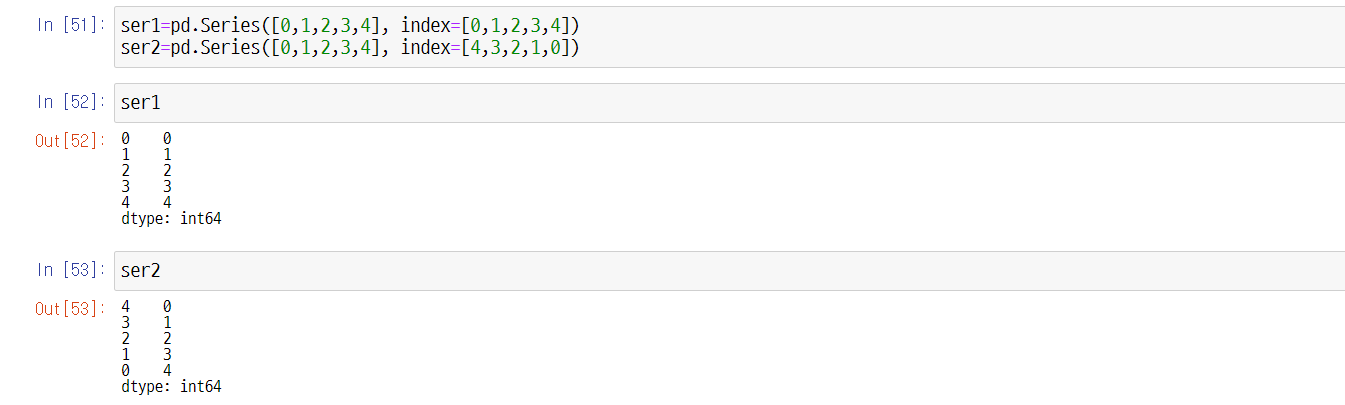 In [51]: ser1=pd.Series([0,1,2,3,4], index=[0,1,2,3,4])
ser2=pd.Series([0,1,2,3,4], index=[4,3,2,1,0])
In [52]: ser1
Out[52]: 0 0
1 1
2 2
3 3
4 4
dtype: int64
In [53]: ser2
Out[53]: 4 0
3 1
2 2
1 3
0 4
dtype: int64